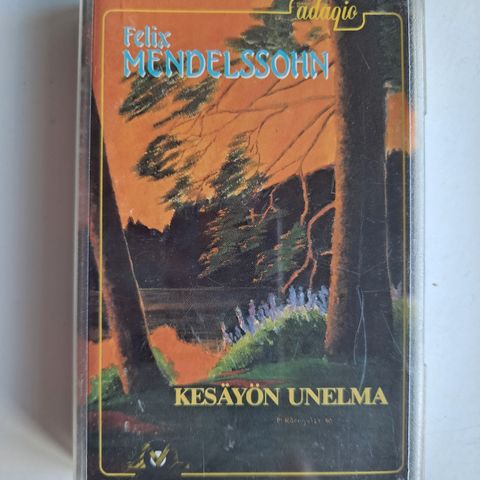 adagio
Felix
MENDELSSOHN
KESÄYÖN UNELMA